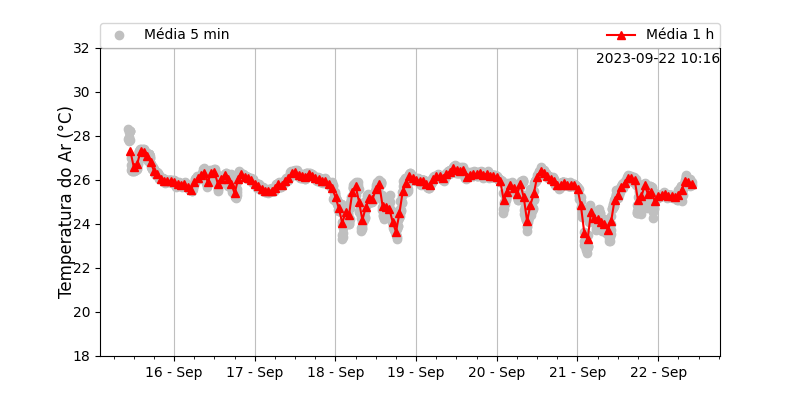 Média 5 min
Média 1 h
2023-09-22 10:16
Temperatura do Ar (°C)
32
30
28
26
24
22
20
18
16 - Sep
17 - Sep
18 - Sep
19 - Sep
20 - Sep
21 - Sep
22 - Sep